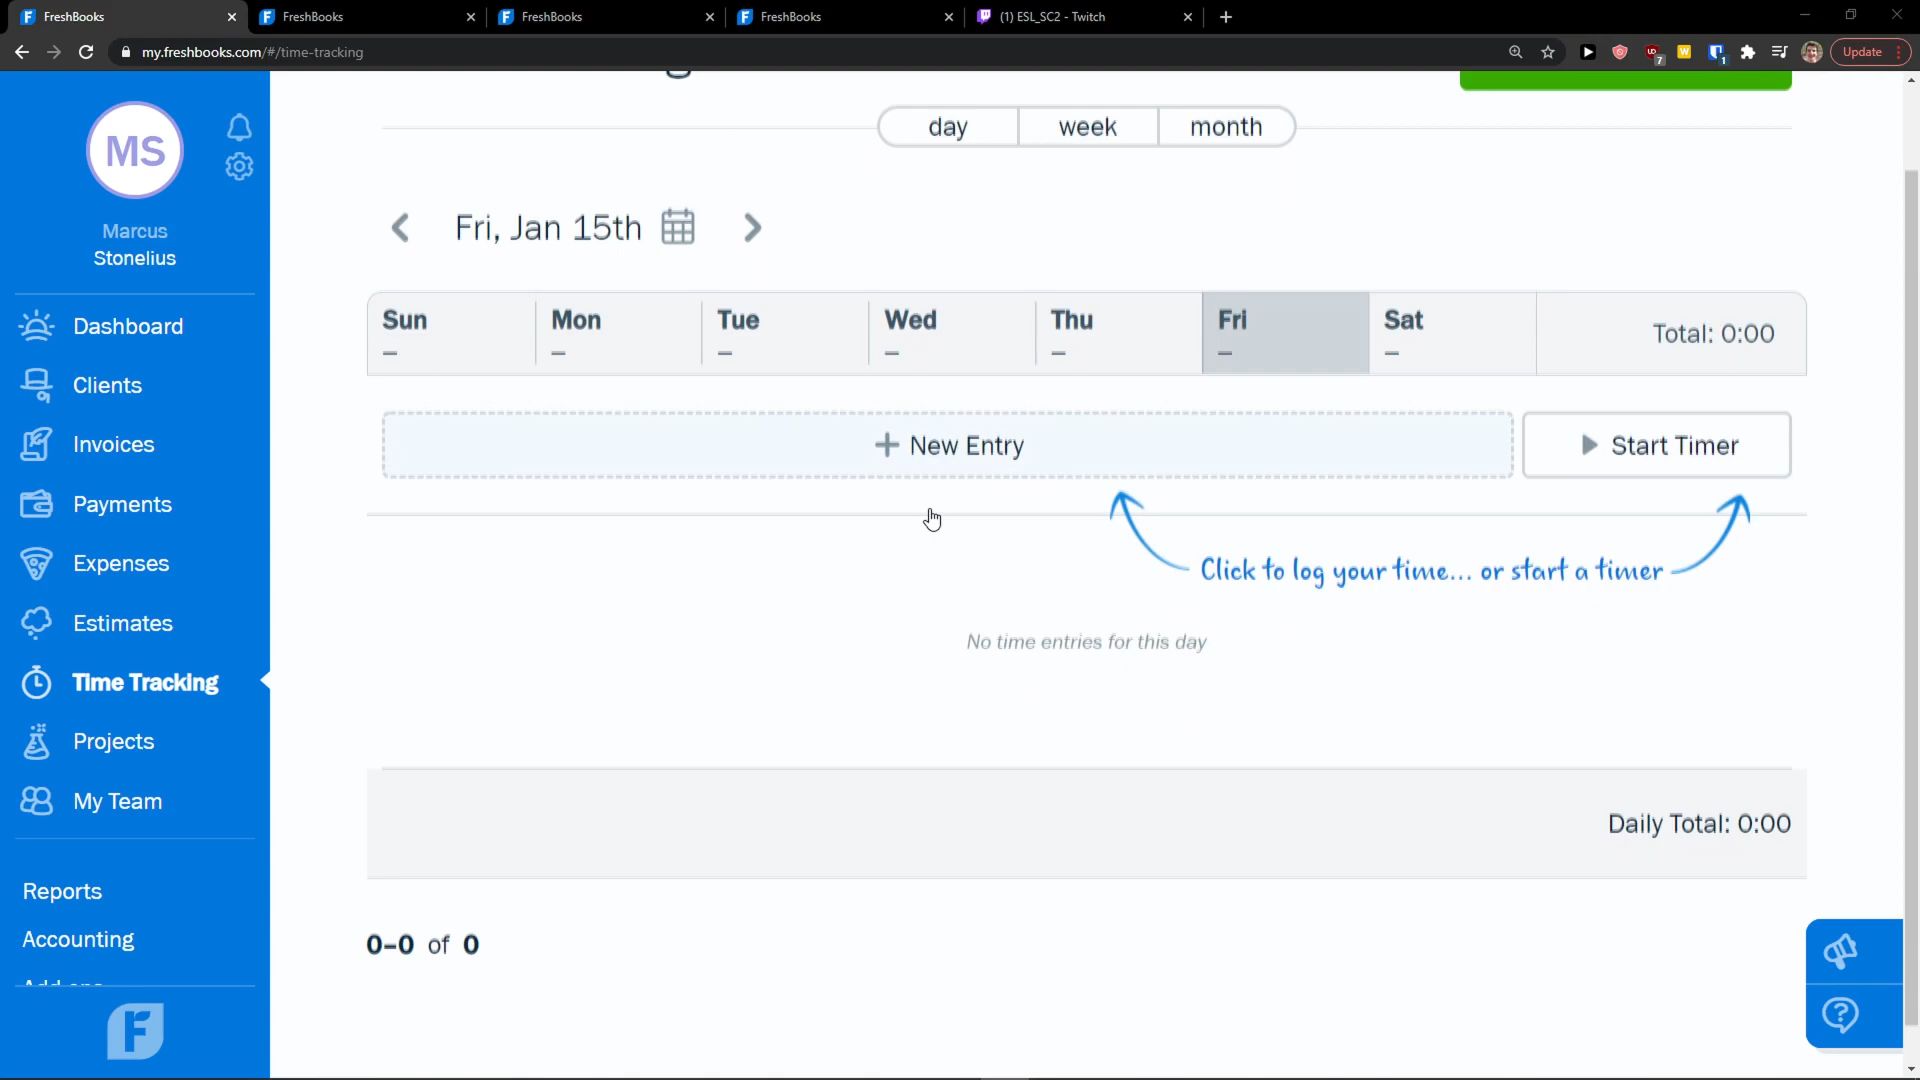 FreshBooks
FreshBooks
FreshBooks
FreshBooks
(1) ESL_SC2 - Twitch
my.freshbooks.com/#/time-tracking
7
W
1
Update
MS
Marcus
Stonelius
Dashboard
Clients
Invoices
Payments
Expenses
Estimates
Time Tracking
Projects
My Team
Reports
Accounting
day
week
month
Fri, Jan 15th
Sun
–
Mon
–
Tue
–
Wed
–
Thu
–
Fri
–
Sat
–
Total: 0:00
+ New Entry
Start Timer
Click to log your time... or start a timer
No time entries for this day
Daily Total: 0:00
0–0 of 0